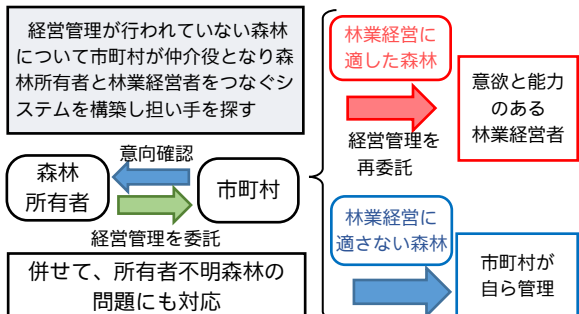 経営管理が行われていない森林
について市町村が仲介役となり森
林所有者と林業経営者をつなぐシ
ステムを構築し担い手を探す
意向確認
森林
所有者
市町村
経営管理を委託
併せて、所有者不明森林の
問題にも対応
林業経営に
適した森林
経営管理を
再委託
意欲と能力
のある
林業経営者
林業経営に
適さない森林
市町村が
自ら管理